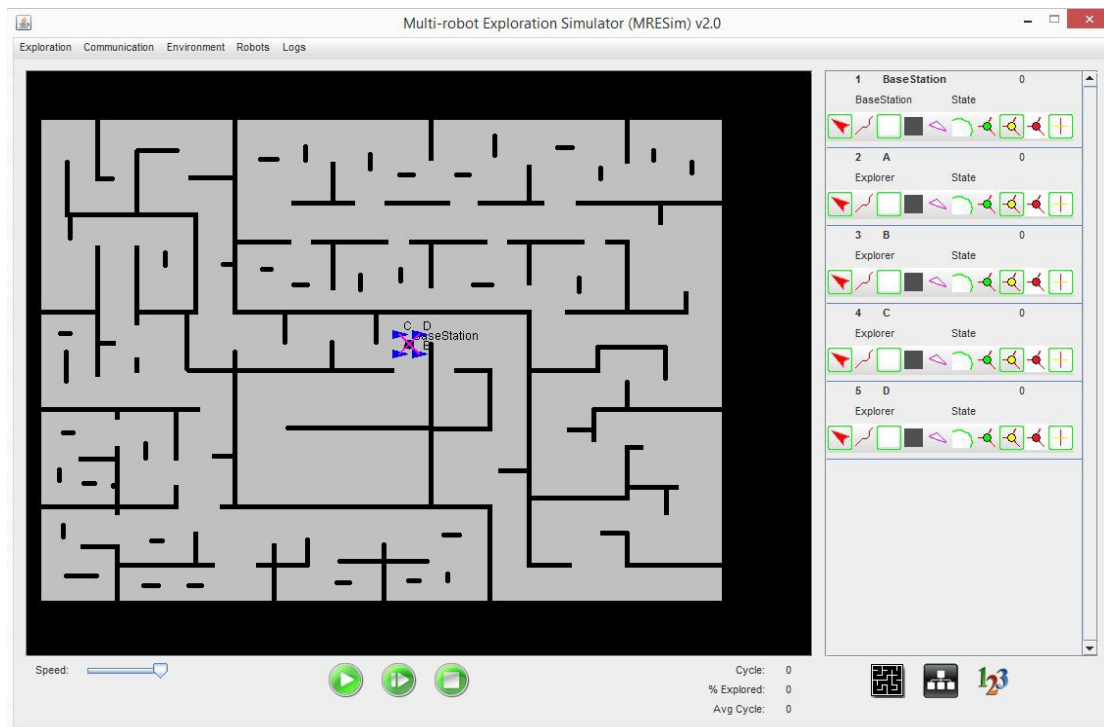 Multi-robot Exploration Simulator (MRESim) v2.0
Exploration Communication Environment Robots Logs
1 BaseStation 0
BaseStation State
2 A 0
Explorer State
3 B 0
Explorer State
4 C 0
Explorer State
5 D 0
Explorer State
C D
BaseStation
B
Speed:
Cycle: 0
% Explored: 0
Avg Cycle: 0
123